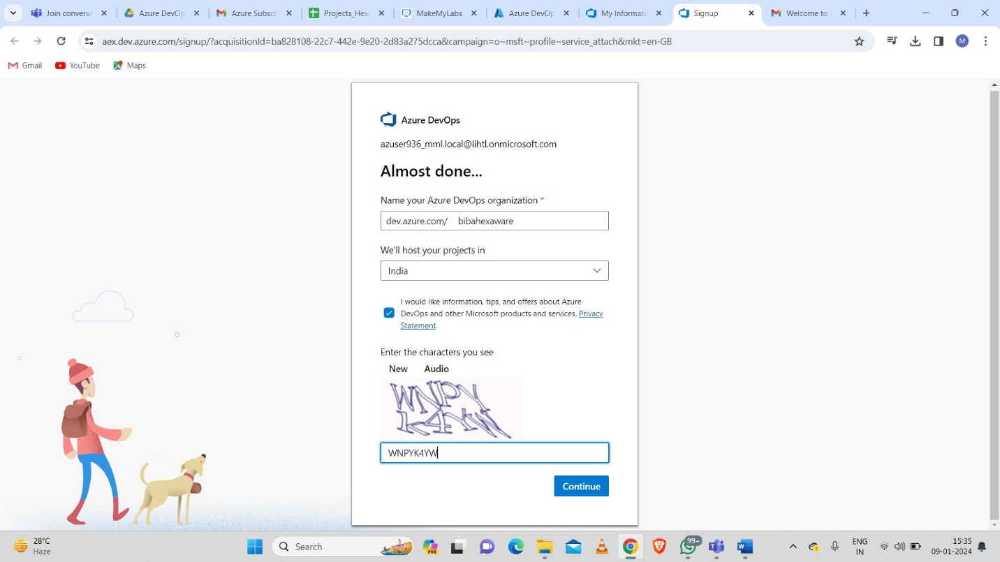 Join conversa
Azure DevOp
Azure Subscr
Projects_Hexa
MakeMyLabs
Azure DevOp
My Informati
Signup
Welcome to
aex.dev.azure.com/signup/?acquisitionId=ba828108-22c7-442e-9e20-2d83a275dcca&campaign=o~msft~profile~service_attach&mkt=en-GB
M
Gmail
YouTube
Maps
Azure DevOps
azuser936_mml.local@iihtl.onmicrosoft.com
Almost done...
Name your Azure DevOps organization *
dev.azure.com/ bibahexaware
We'll host your projects in
India
I would like information, tips, and offers about Azure
DevOps and other Microsoft products and services. Privacy
Statement.
Enter the characters you see
New Audio
WNPY
K4YW
WNPYK4YW
Continue
28°C
Haze
Search
PRE
99+
ENG
IN
15:35
09-01-2024